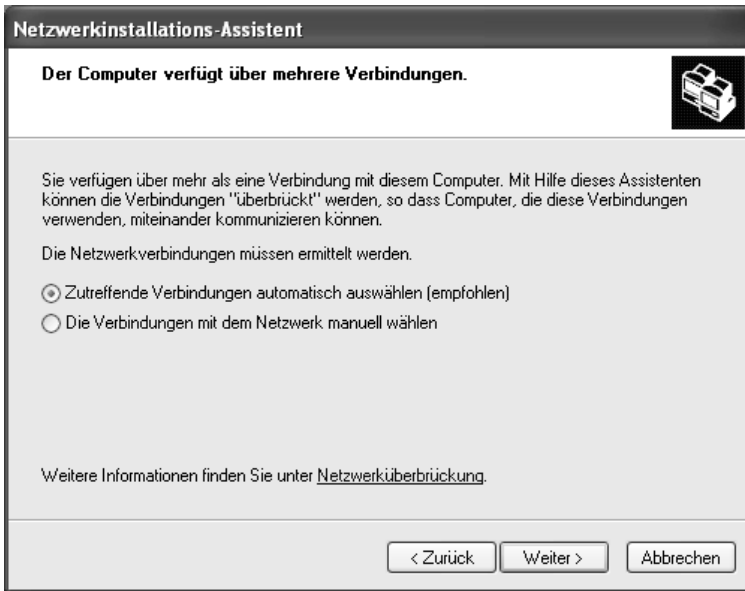 Netzwerkinstallations-Assistent
Der Computer verfügt über mehrere Verbindungen.
Sie verfügen über mehr als eine Verbindung mit diesem Computer. Mit Hilfe dieses Assistenten
können die Verbindungen "überbrückt" werden, so dass Computer, die diese Verbindungen
verwenden, miteinander kommunizieren können.
Die Netzwerkverbindungen müssen ermittelt werden.
Zutreffende Verbindungen automatisch auswählen (empfohlen)
Die Verbindungen mit dem Netzwerk manuell wählen
Weitere Informationen finden Sie unter Netzwerküberbrückung.
< Zurück Weiter > Abbrechen